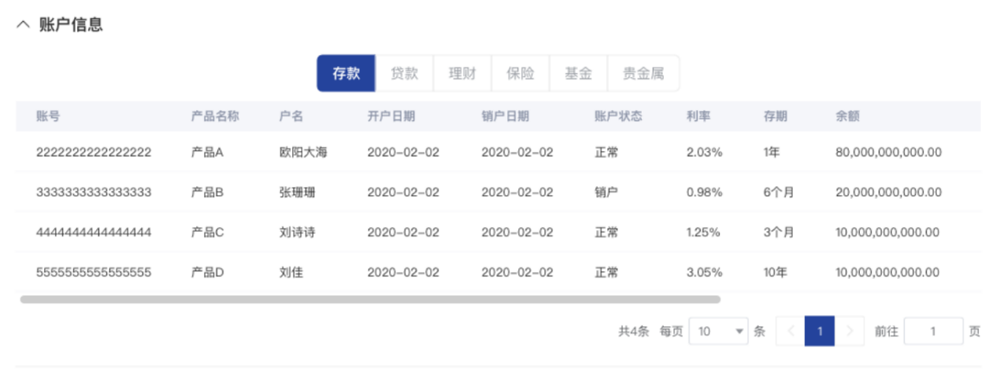 账户信息
存款 贷款 理财 保险 基金 贵金属
账号 产品名称 户名 开户日期 销户日期 账户状态 利率 存期 余额
2222222222222222 产品A 欧阳大海 2020-02-02 2020-02-02 正常 2.03% 1年 80,000,000,000.00
3333333333333333 产品B 张珊珊 2020-02-02 2020-02-02 销户 0.98% 6个月 20,000,000,000.00
4444444444444444 产品C 刘诗诗 2020-02-02 2020-02-02 正常 1.25% 3个月 10,000,000,000.00
5555555555555555 产品D 刘佳 2020-02-02 2020-02-02 正常 3.05% 10年 10,000,000,000.00
共4条 每页 10 条 1 前往 1 页